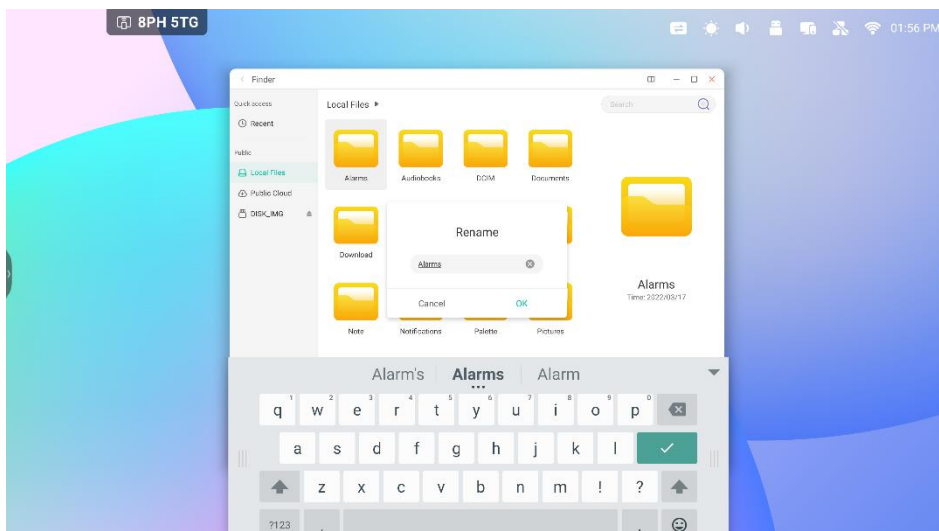 8PH 5TG
01:56 PM
Finder
Quick access
Local Files
Search
Recent
Public
Local Files
Public Cloud
DISK_IMG
Alarms Audiobooks DCIM Documents
Download
Note Notifications Palette Pictures
Rename
Alarms
Cancel OK
Alarms
Time: 2022/03/17
Alarm's Alarms Alarm
q 1 w 2 e 3 r 4 t 5 y 6 u 7 i 8 o 9 p 0
a s d f g h j k l
z x c v b n m ! ?
?123 , .